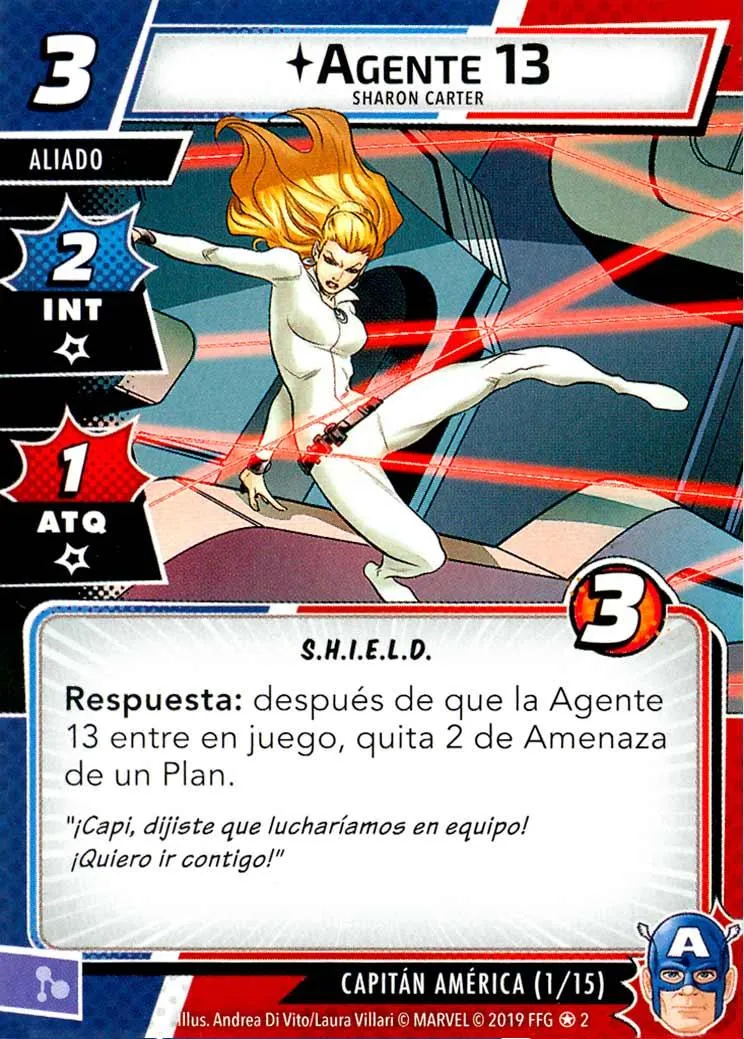 3
Agente 13
SHARON CARTER
ALIADO
2
INT
1
ATQ
3
S.H.I.E.L.D.
Respuesta: después de que la Agente
13 entre en juego, quita 2 de Amenaza
de un Plan.
"¡Capi, dijiste que lucharíamos en equipo!
¡Quiero ir contigo!"
A
CAPITÁN AMÉRICA (1/15)
Illus. Andrea Di Vito/Laura Villari © MARVEL © 2019 FFG ✪ 2